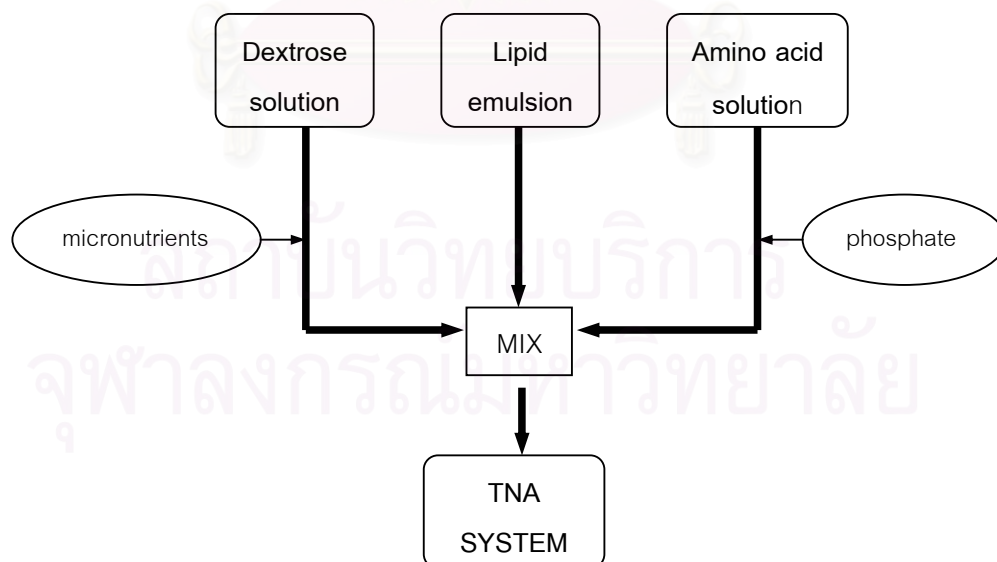 Dextrose
solution
Lipid
emulsion
Amino acid
solution
micronutrients
phosphate
สถาบันวิทยบริการ
MIX
จุฬาลงกรณ์มหาวิทยาลัย
TNA
SYSTEM